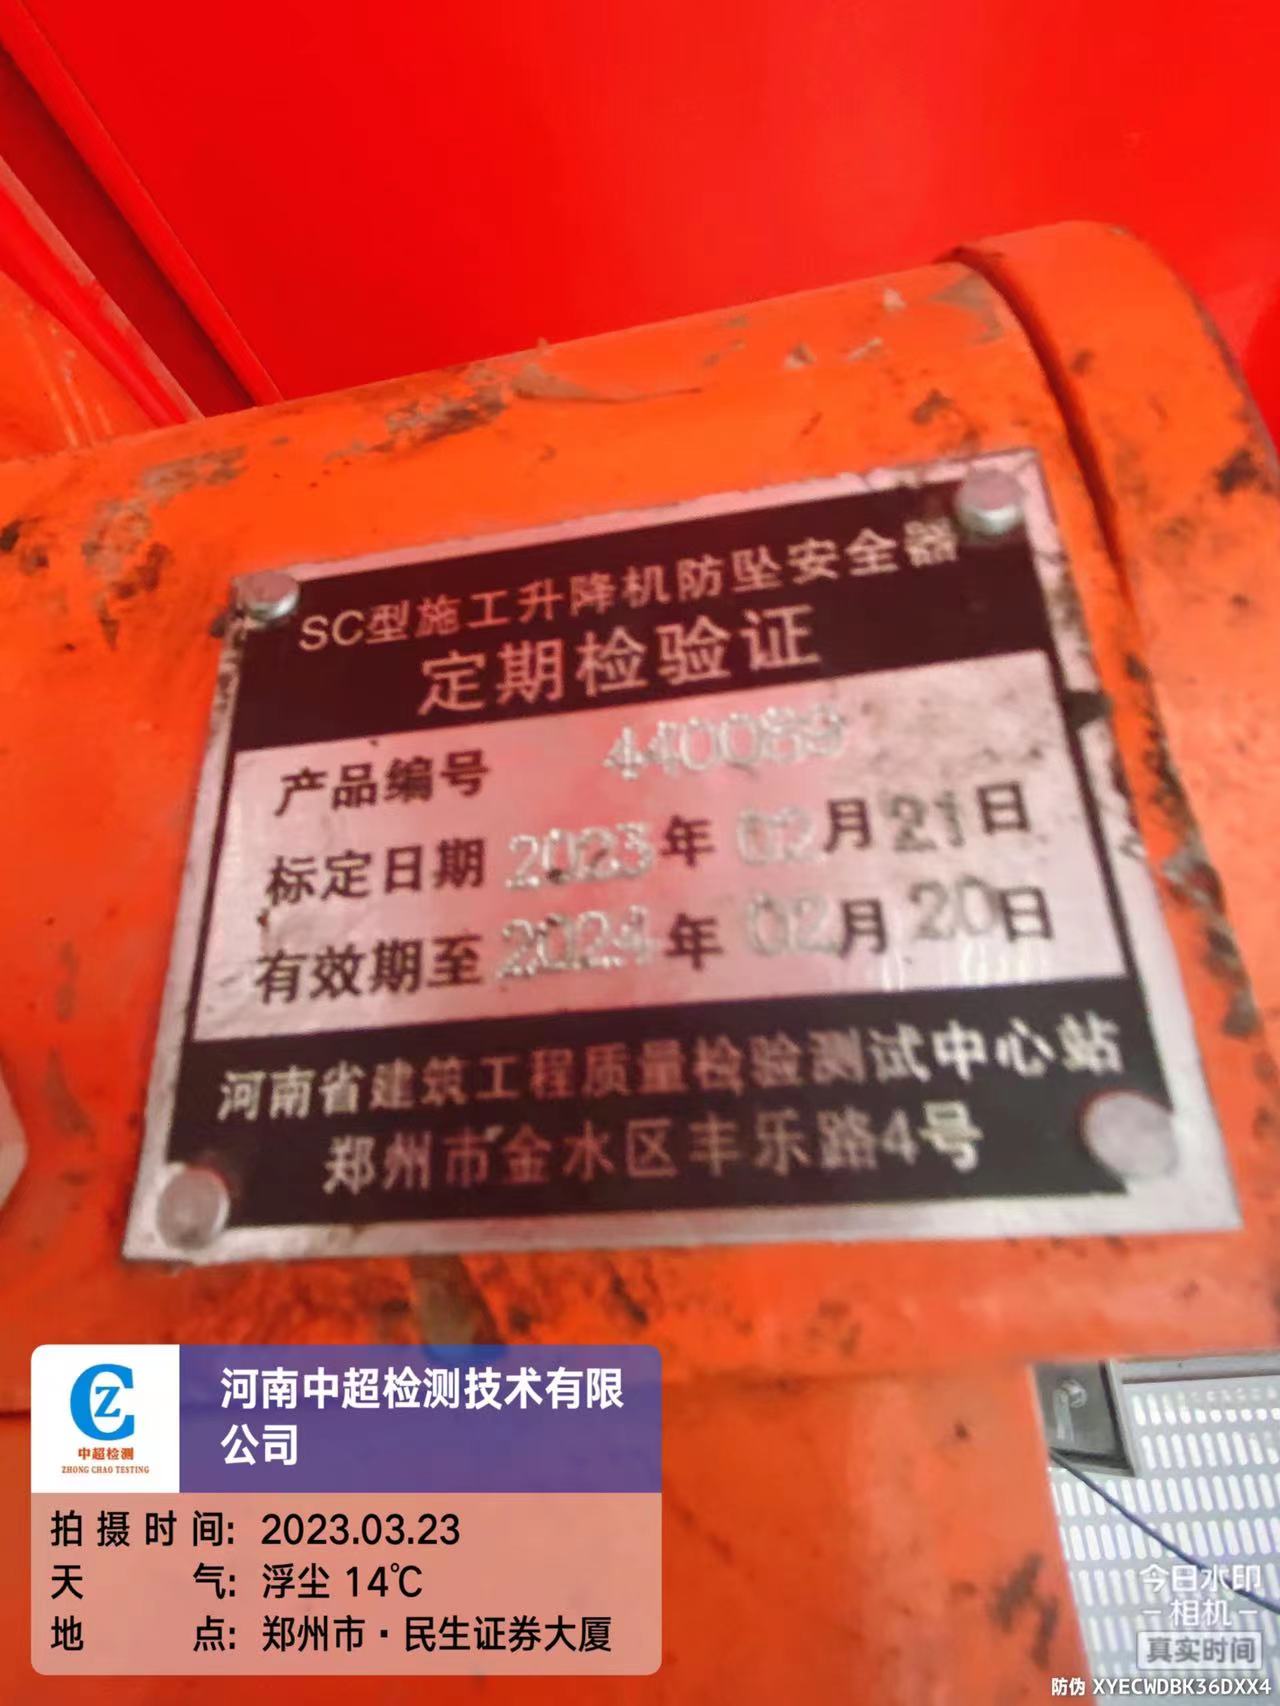 SC型施工升降机防坠安全器
定期检验证
产品编号 440089
标定日期 2023年 02月21日
有效期至 2024年 02月20日
河南省建筑工程质量检验测试中心站
郑州市金水区丰乐路4号
CZ
中超检测
ZHONG CHAO TESTING
河南中超检测技术有限
公司
拍摄时间: 2023.03.23
天气: 浮尘 14℃
地点: 郑州市·民生证券大厦
今日水印
相机
真实时间
防伪 XYECWDBK36DXX4